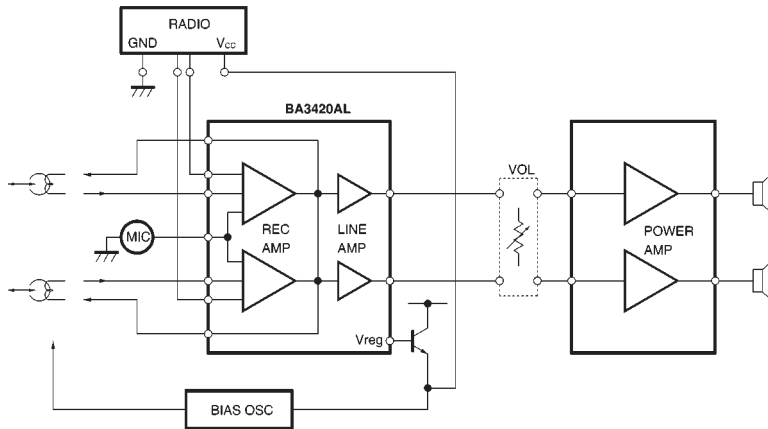 RADIO
GND
Vcc
BA3420AL
VOL
MIC
REC
AMP
LINE
AMP
POWER
AMP
Vreg
BIAS OSC